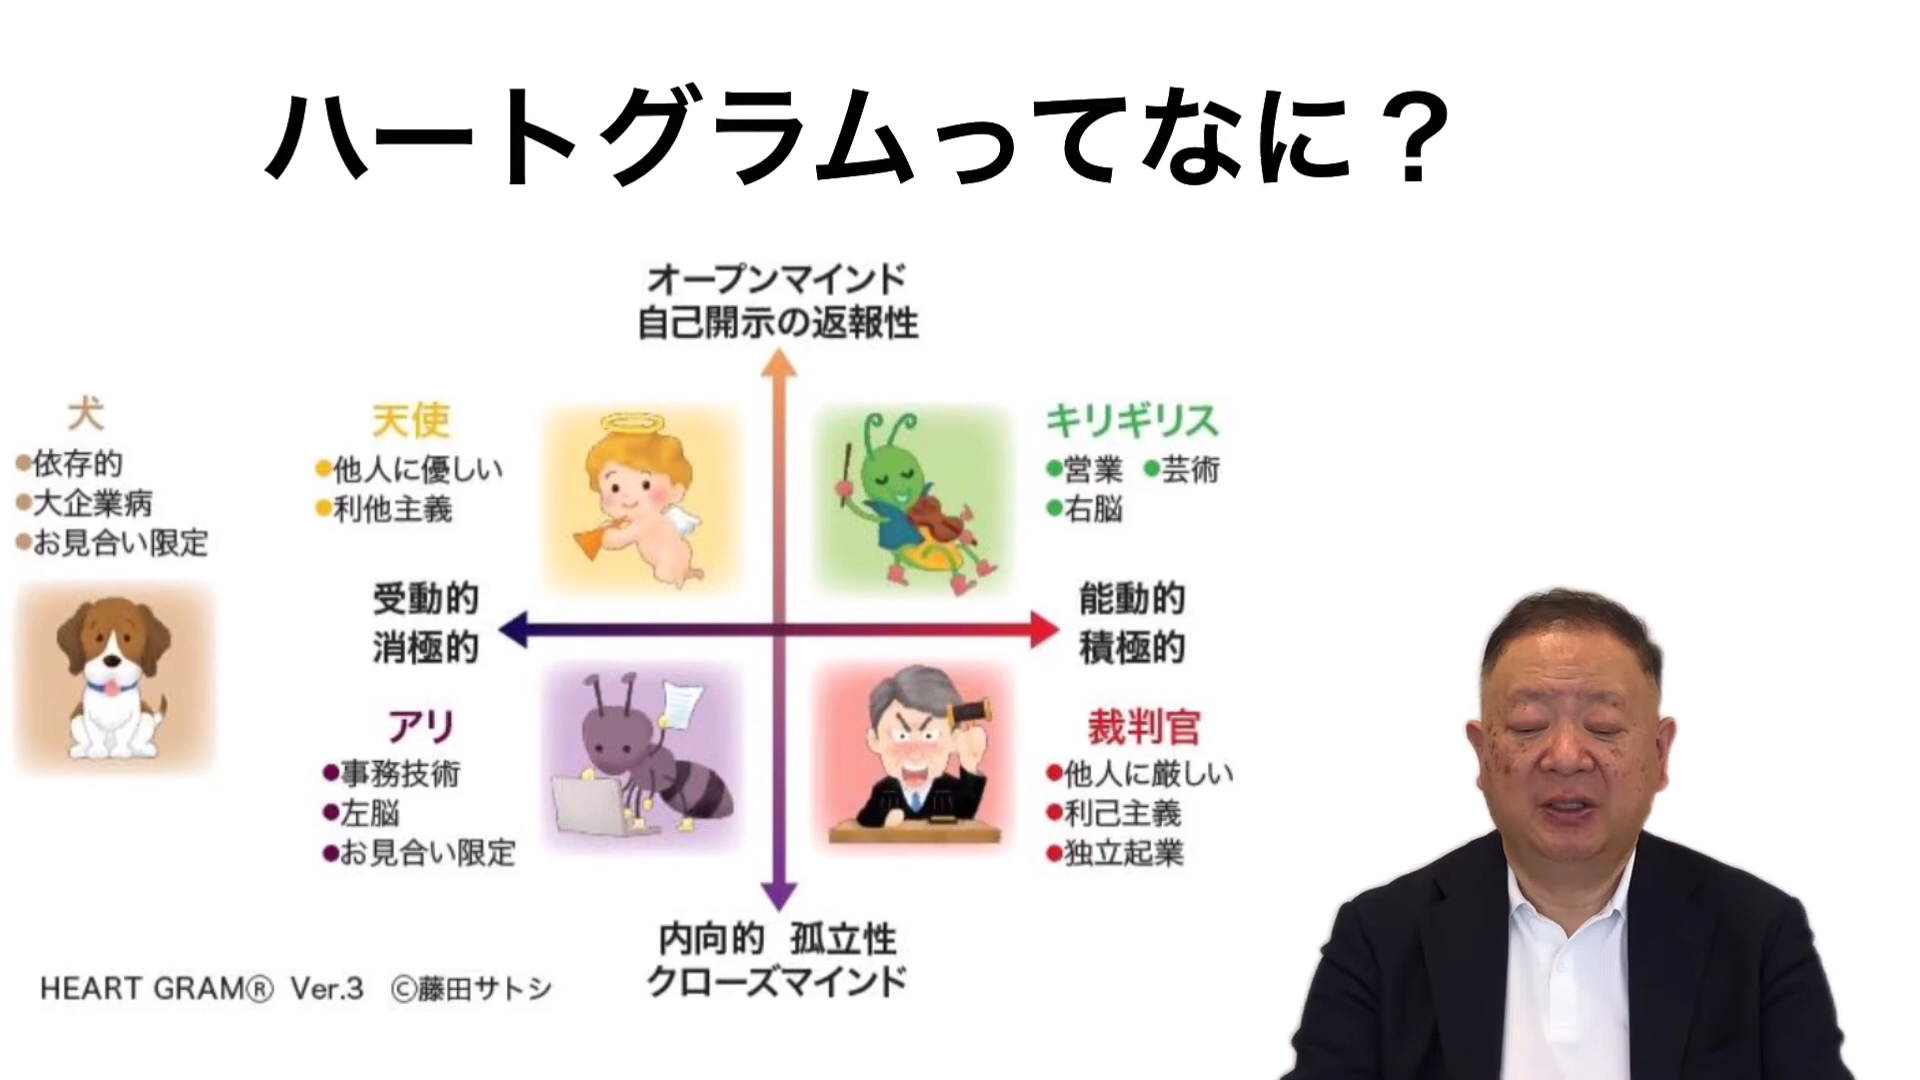 ハートグラムってなに？
オープンマインド
自己開示の返報性
犬
●依存的
●大企業病
●お見合い限定
天使
●他人に優しい
●利他主義
キリギリス
●営業 ●芸術
●右脳
受動的
消極的
能動的
積極的
アリ
●事務技術
●左脳
●お見合い限定
裁判官
●他人に厳しい
●利己主義
●独立起業
内向的 孤立性
クローズマインド
HEART GRAM® Ver.3 ©藤田サトシ